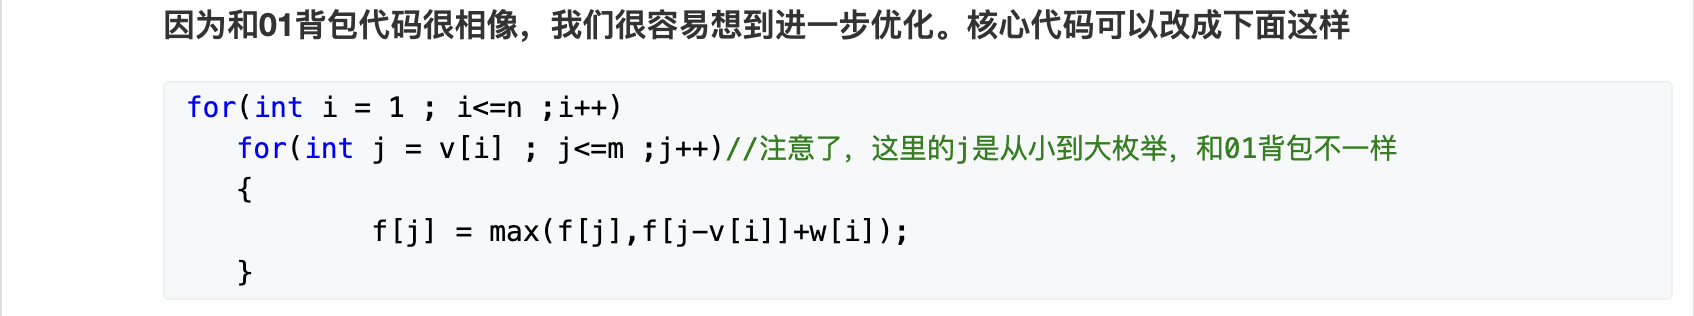 因为和01背包代码很相像，我们很容易想到进一步优化。核心代码可以改成下面这样
for(int i = 1 ; i<=n ;i++)
for(int j = v[i] ; j<=m ;j++)//注意了，这里的j是从小到大枚举，和01背包不一样
{
f[j] = max(f[j],f[j-v[i]]+w[i]);
}